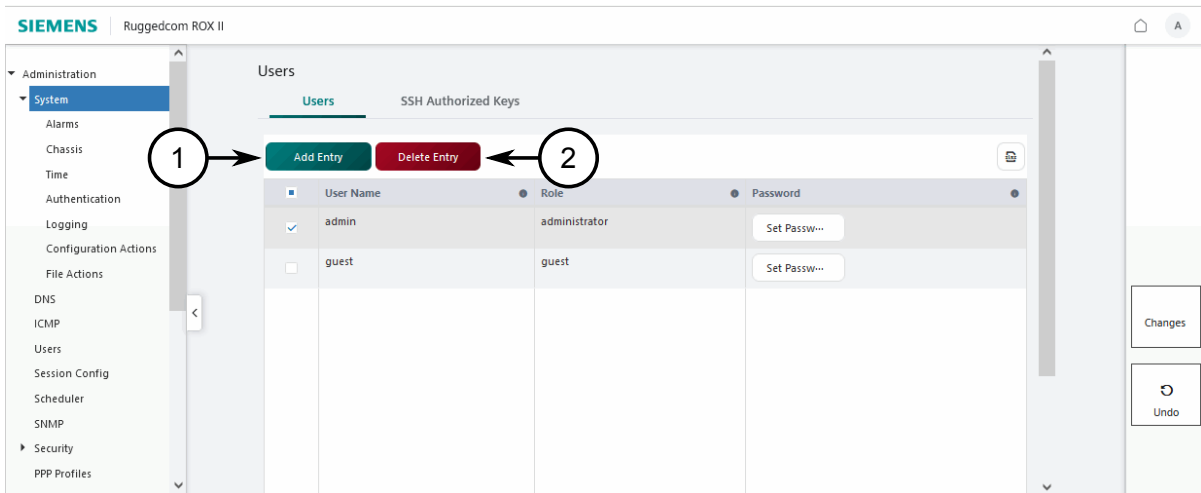 SIEMENS Ruggedcom ROX II A
Administration
System
Alarms
Chassis
Time
Authentication
Logging
Configuration Actions
File Actions
DNS
ICMP
Users
Session Config
Scheduler
SNMP
Security
PPP Profiles
Users
Users SSH Authorized Keys
1 Add Entry Delete Entry 2
User Name Role Password
admin administrator Set Passw···
guest guest Set Passw···
Changes
Undo